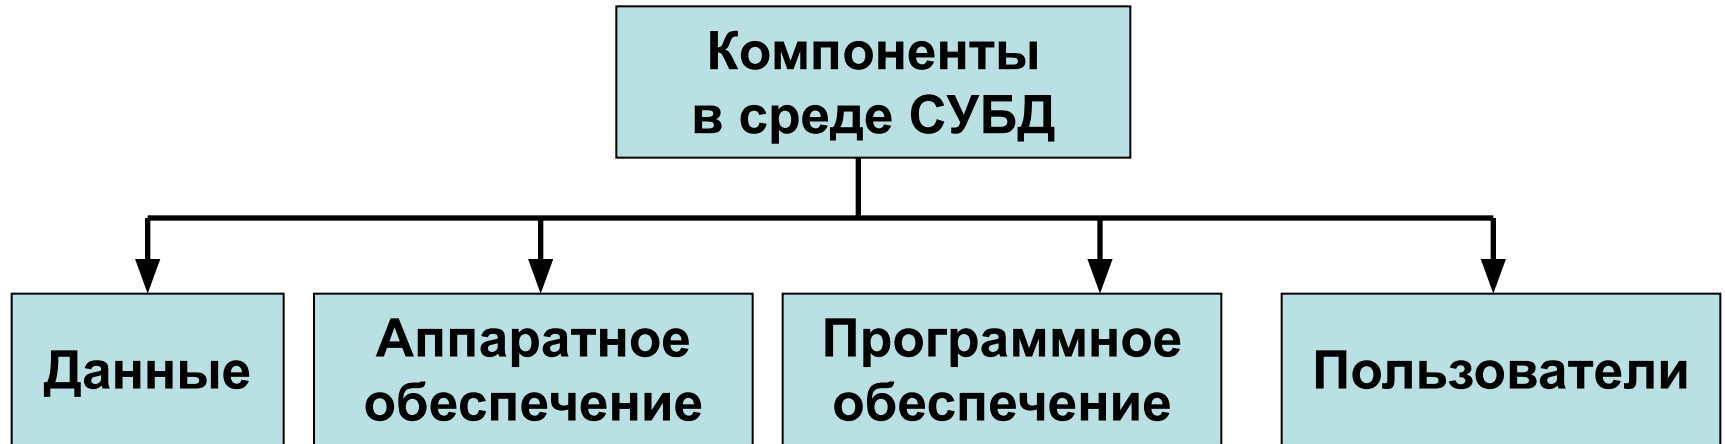 Компоненты
в среде СУБД
Данные
Аппаратное
обеспечение
Программное
обеспечение
Пользователи